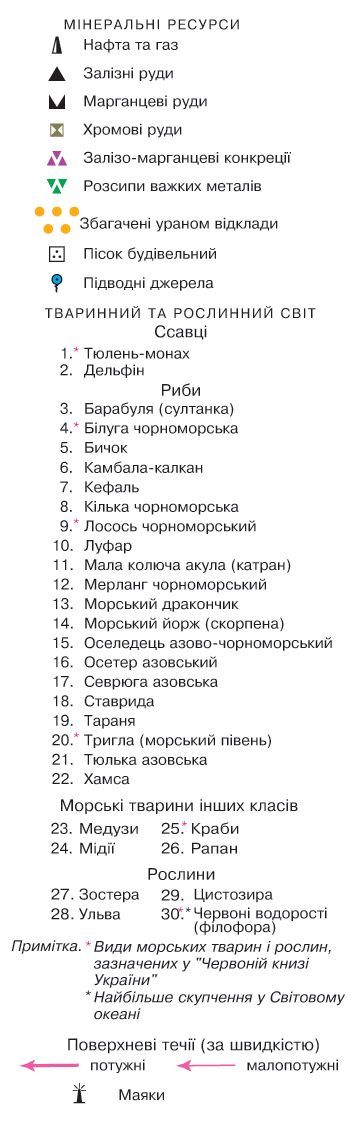 МІНЕРАЛЬНІ РЕСУРСИ
Нафта та газ
Залізні руди
Марганцеві руди
Хромові руди
Залізо-марганцеві конкреції
Розсипи важких металів
Збагачені ураном відклади
Пісок будівельний
Підводні джерела
ТВАРИННИЙ ТА РОСЛИННИЙ СВІТ
Ссавці
1.* Тюлень-монах
2. Дельфін
Риби
3. Барабуля (султанка)
4.* Білуга чорноморська
5. Бичок
6. Камбала-калкан
7. Кефаль
8. Кілька чорноморська
9.* Лосось чорноморський
10. Луфар
11. Мала колюча акула (катран)
12. Мерланг чорноморський
13. Морський дракончик
14. Морський йорж (скорпена)
15. Оселедець азово-чорноморський
16. Осетер азовський
17. Севрюга азовська
18. Ставрида
19. Тараня
20.* Тригла (морський півень)
21. Тюлька азовська
22. Хамса
Морські тварини інших класів
23. Медузи 25.* Краби
24. Мідії 26. Рапан
Рослини
27. Зостера 29. Цистозира
28. Ульва 30.** Червоні водорості
(філофора)
Примітка. * Види морських тварин і рослин,
зазначених у "Червоній книзі
України"
* Найбільше скупчення у Світовому
океані
Поверхневі течії (за швидкістю)
потужні малопотужні
Маяки